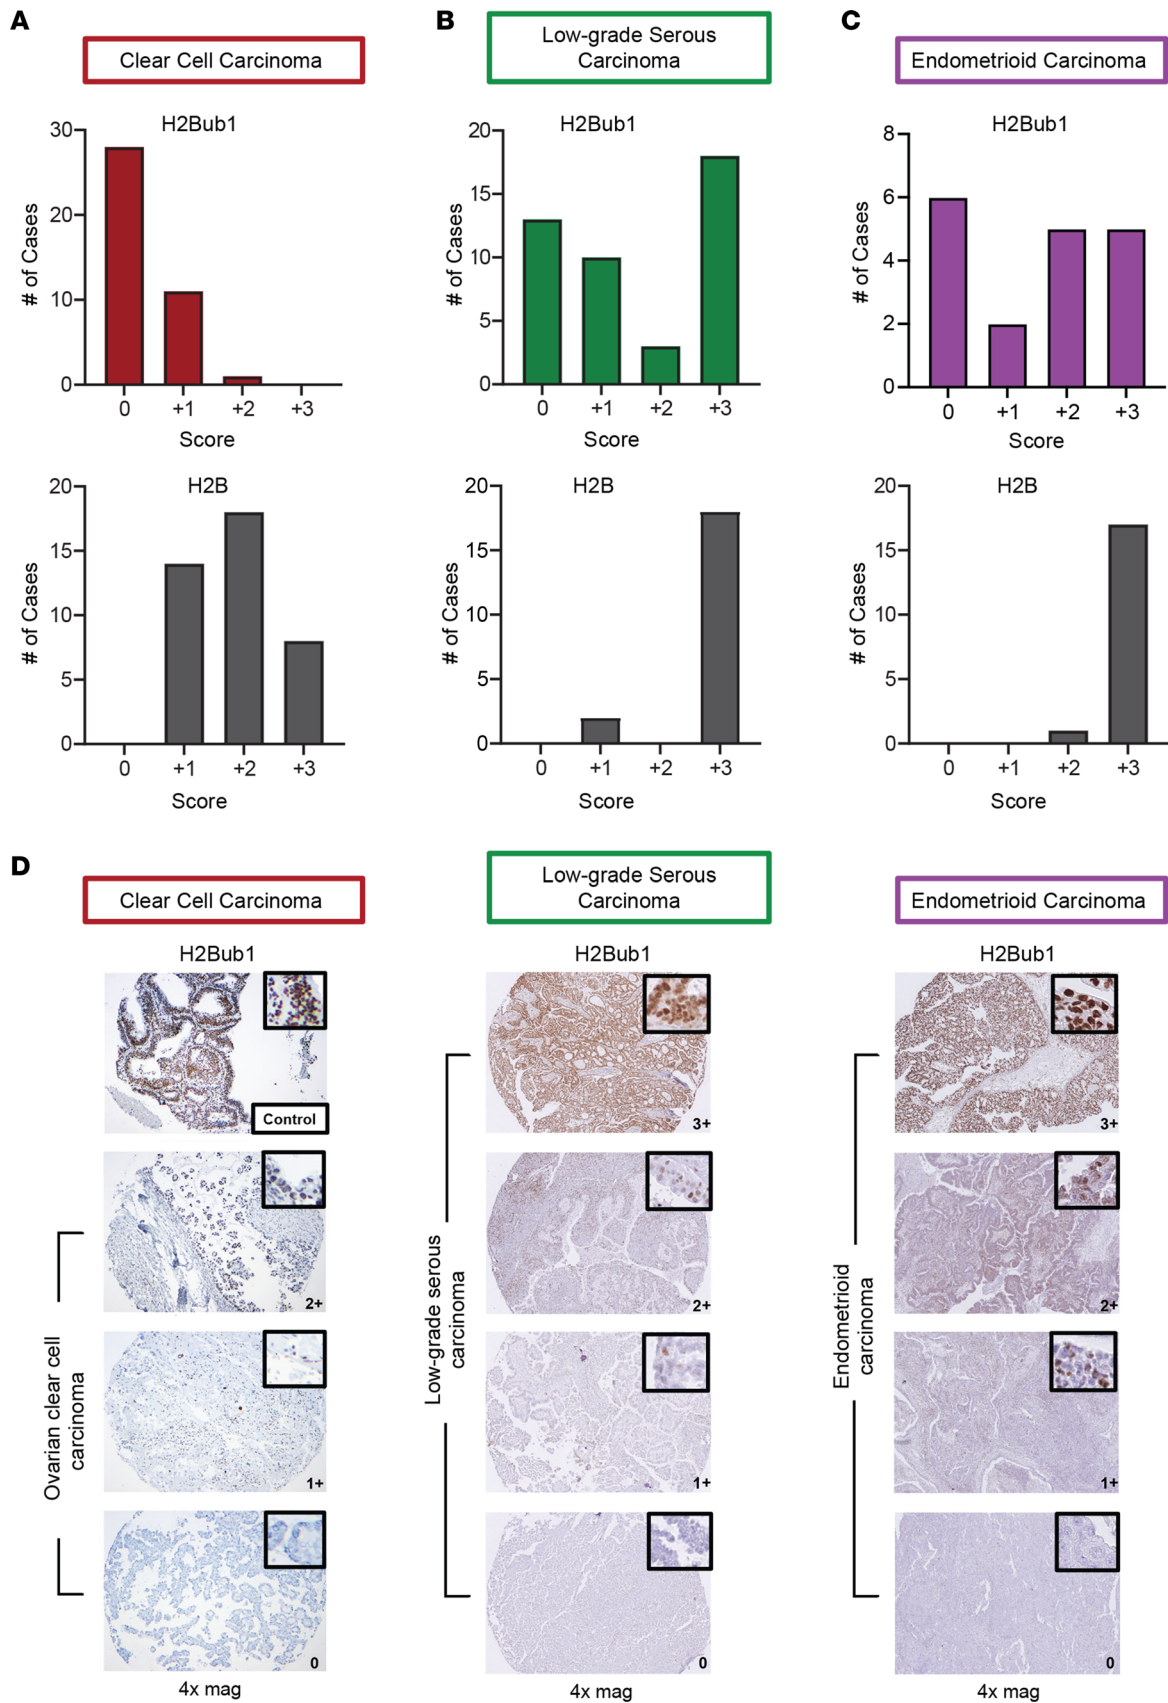 A
Clear Cell Carcinoma
H2Bub1
30
20
10
0
# of Cases
0 +1 +2 +3
Score
H2B
20
15
10
5
0
# of Cases
0 +1 +2 +3
Score
B
Low-grade Serous
Carcinoma
H2Bub1
20
15
10
5
0
# of Cases
0 +1 +2 +3
Score
H2B
20
15
10
5
0
# of Cases
0 +1 +2 +3
Score
C
Endometrioid Carcinoma
H2Bub1
8
6
4
2
0
# of Cases
0 +1 +2 +3
Score
H2B
20
15
10
5
0
# of Cases
0 +1 +2 +3
Score
D
Clear Cell Carcinoma
H2Bub1
Control
2+
1+
0
Ovarian clear cell
carcinoma
4x mag
Low-grade Serous
Carcinoma
H2Bub1
3+
2+
1+
0
Low-grade serous
carcinoma
4x mag
Endometrioid Carcinoma
H2Bub1
3+
2+
1+
0
Endometrioid
carcinoma
4x mag